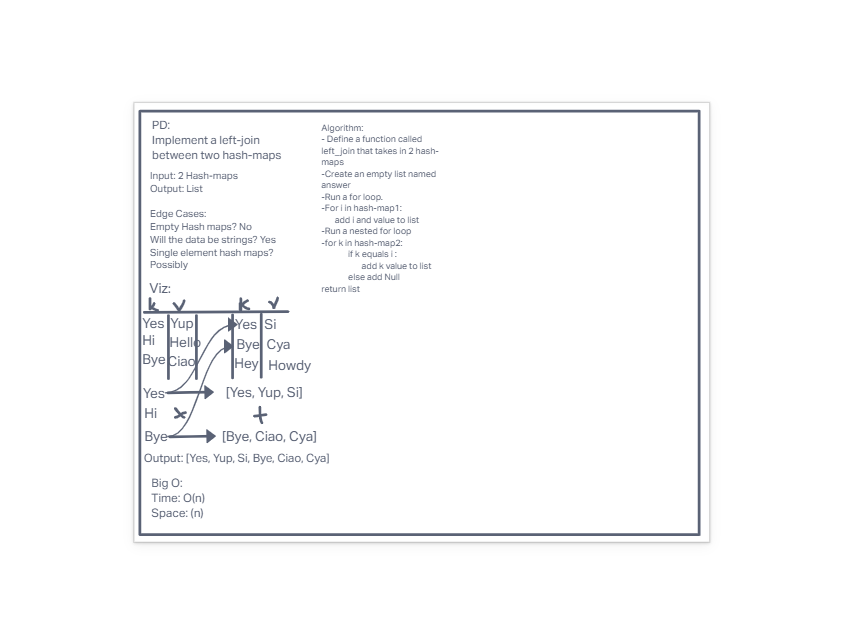 PD:
Implement a left-join
between two hash-maps
Input: 2 Hash-maps
Output: List
Edge Cases:
Empty Hash maps? No
Will the data be strings? Yes
Single element hash maps?
Possibly
Viz:
K V K V
Yes Yup Yes Si
Hi Hello Bye Cya
Bye Ciao Hey Howdy
Yes [Yes, Yup, Si]
Hi x +
Bye [Bye, Ciao, Cya]
Output: [Yes, Yup, Si, Bye, Ciao, Cya]
Big O:
Time: O(n)
Space: (n)
Algorithm:
- Define a function called
left_join that takes in 2 hash-
maps
-Create an empty list named
answer
-Run a for loop.
-For i in hash-map1:
add i and value to list
-Run a nested for loop
-for k in hash-map2:
if k equals i :
add k value to list
else add Null
return list